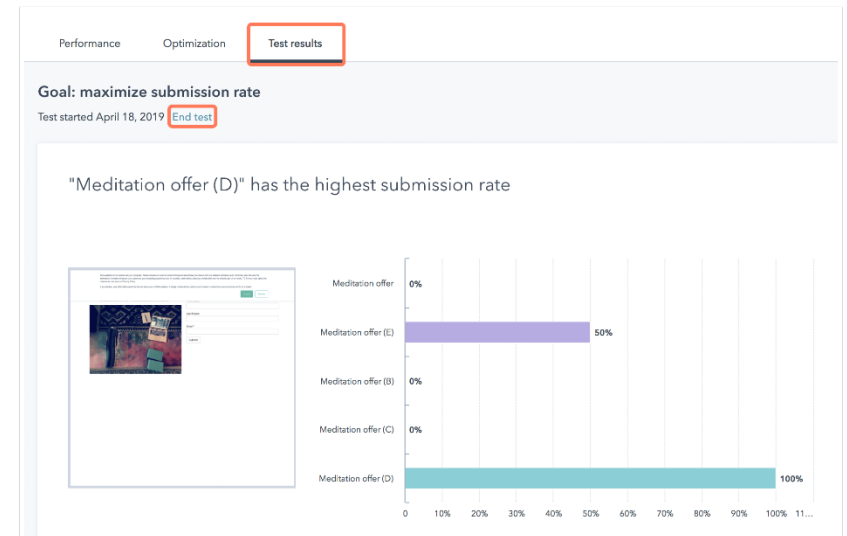 Performance Optimization Test results
Goal: maximize submission rate
Test started April 18, 2019 End test
"Meditation offer (D)" has the highest submission rate
Meditation offer 0%
Meditation offer (E) 50%
Meditation offer (B) 0%
Meditation offer (C) 0%
Meditation offer (D) 100%
0 10% 20% 30% 40% 50% 60% 70% 80% 90% 100% 11...